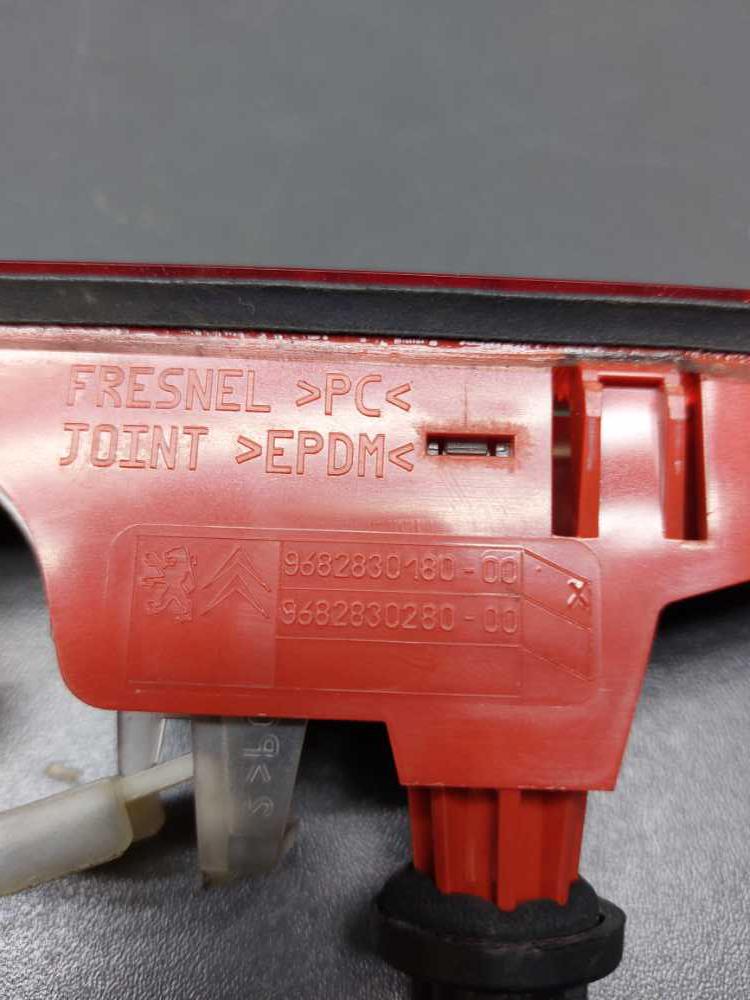 FRESNEL >PC<
JOINT >EPDM<
9682830180-00
9682830280-00